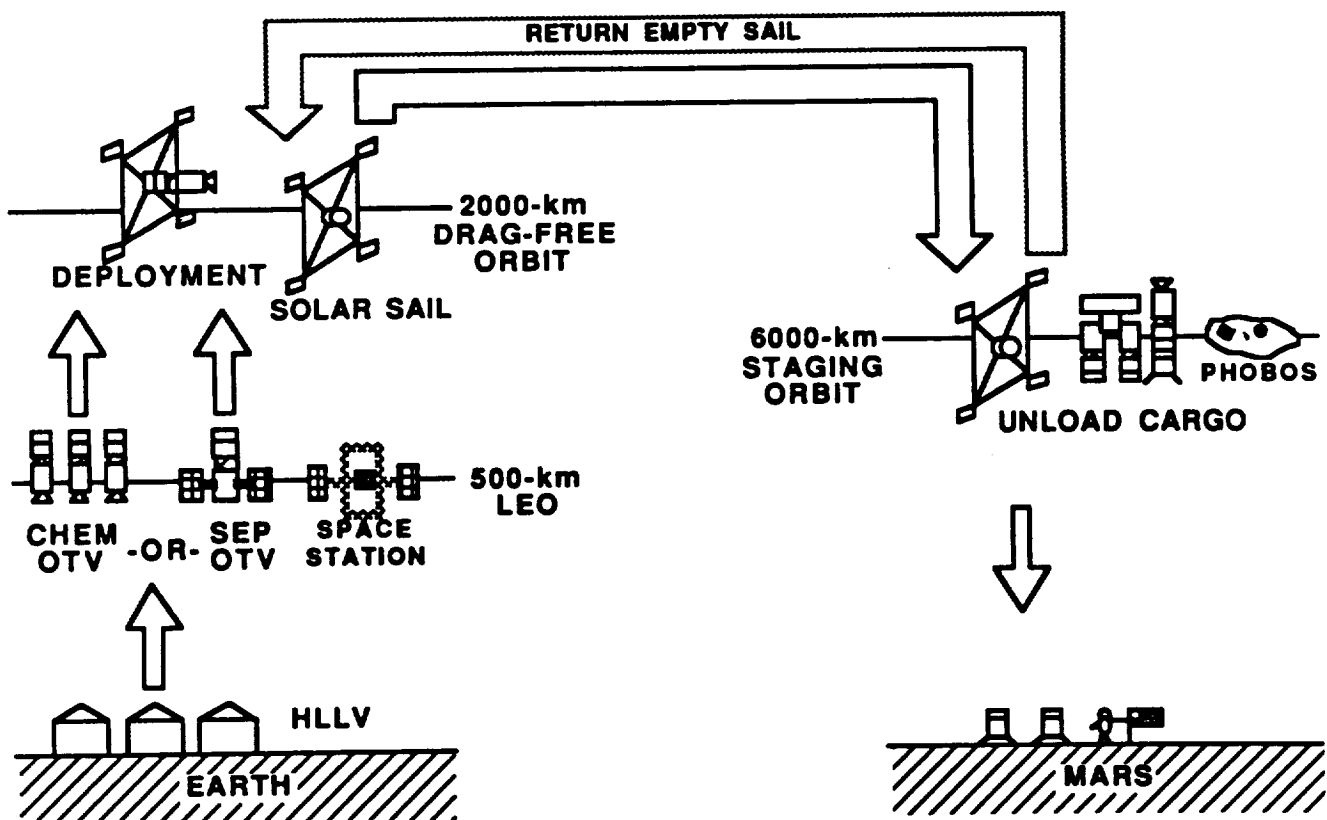 RETURN EMPTY SAIL
2000-km
DRAG-FREE
ORBIT
DEPLOYMENT
SOLAR SAIL
6000-km
STAGING
ORBIT
PHOBOS
UNLOAD CARGO
500-km
LEO
CHEM
OTV
-OR-
SEP
OTV
SPACE
STATION
HLLV
EARTH
MARS